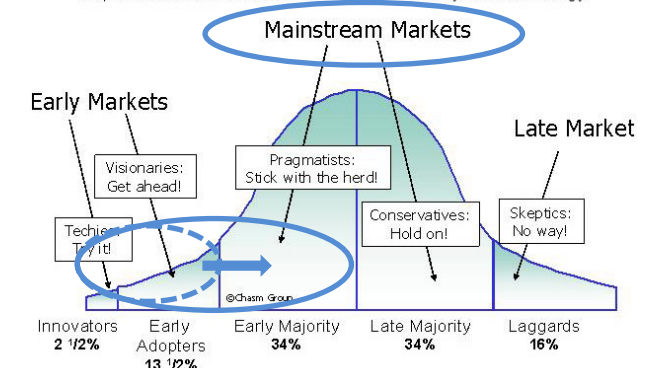 Mainstream Markets
Early Markets
Late Market
Visionaries:
Get ahead!
Pragmatists:
Stick with the herd!
Techies:
Try it!
Conservatives:
Hold on!
Skeptics:
No way!
©Chasm Group
Innovators
2 1/2%
Early
Adopters
13 1/2%
Early Majority
34%
Late Majority
34%
Laggards
16%